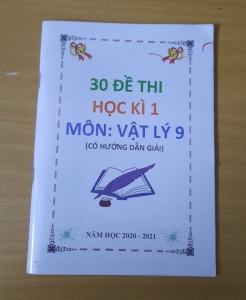 30 ĐỀ THI
HỌC KÌ 1
MÔN: VẬT LÝ 9
(CÓ HƯỚNG DẪN GIẢI)
NĂM HỌC 2020 - 2021